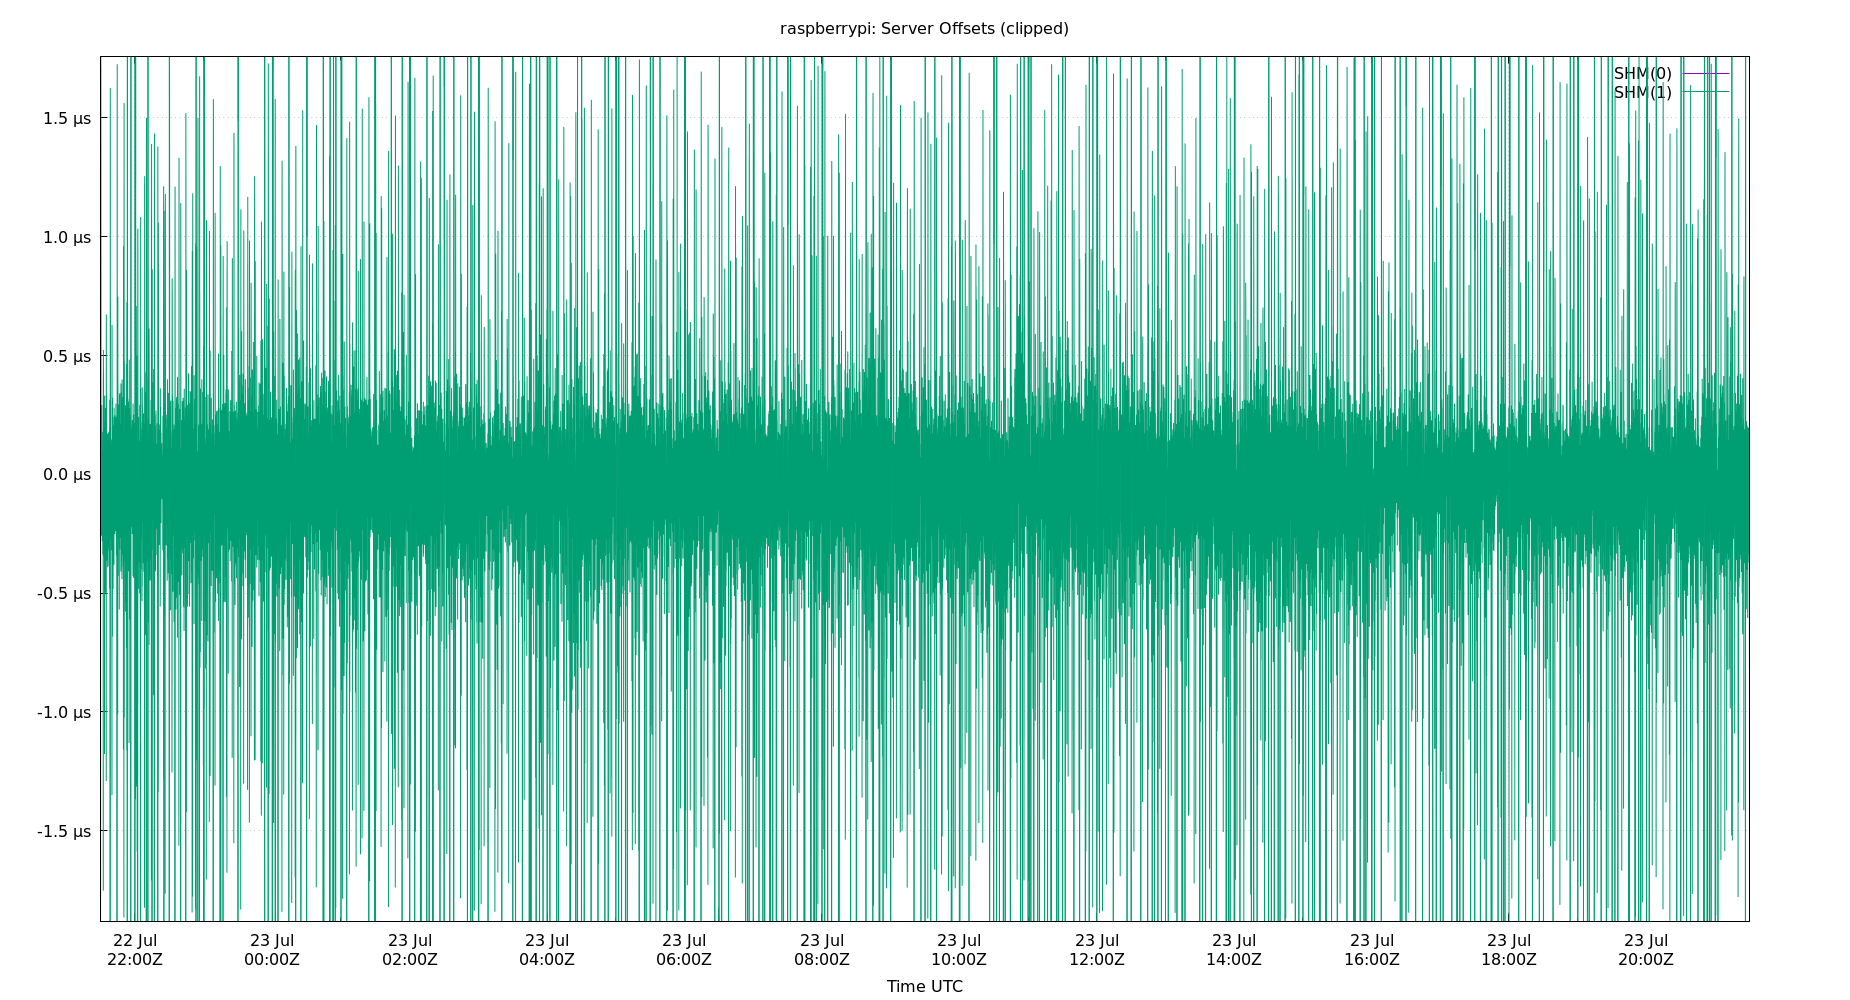 raspberrypi: Server Offsets (clipped)
SHM(0)
SHM(1)
1.5 µs
1.0 µs
0.5 µs
0.0 µs
-0.5 µs
-1.0 µs
-1.5 µs
22 Jul 23 Jul 23 Jul 23 Jul 23 Jul 23 Jul 23 Jul 23 Jul 23 Jul 23 Jul 23 Jul 23 Jul
22:00Z 00:00Z 02:00Z 04:00Z 06:00Z 08:00Z 10:00Z 12:00Z 14:00Z 16:00Z 18:00Z 20:00Z
Time UTC